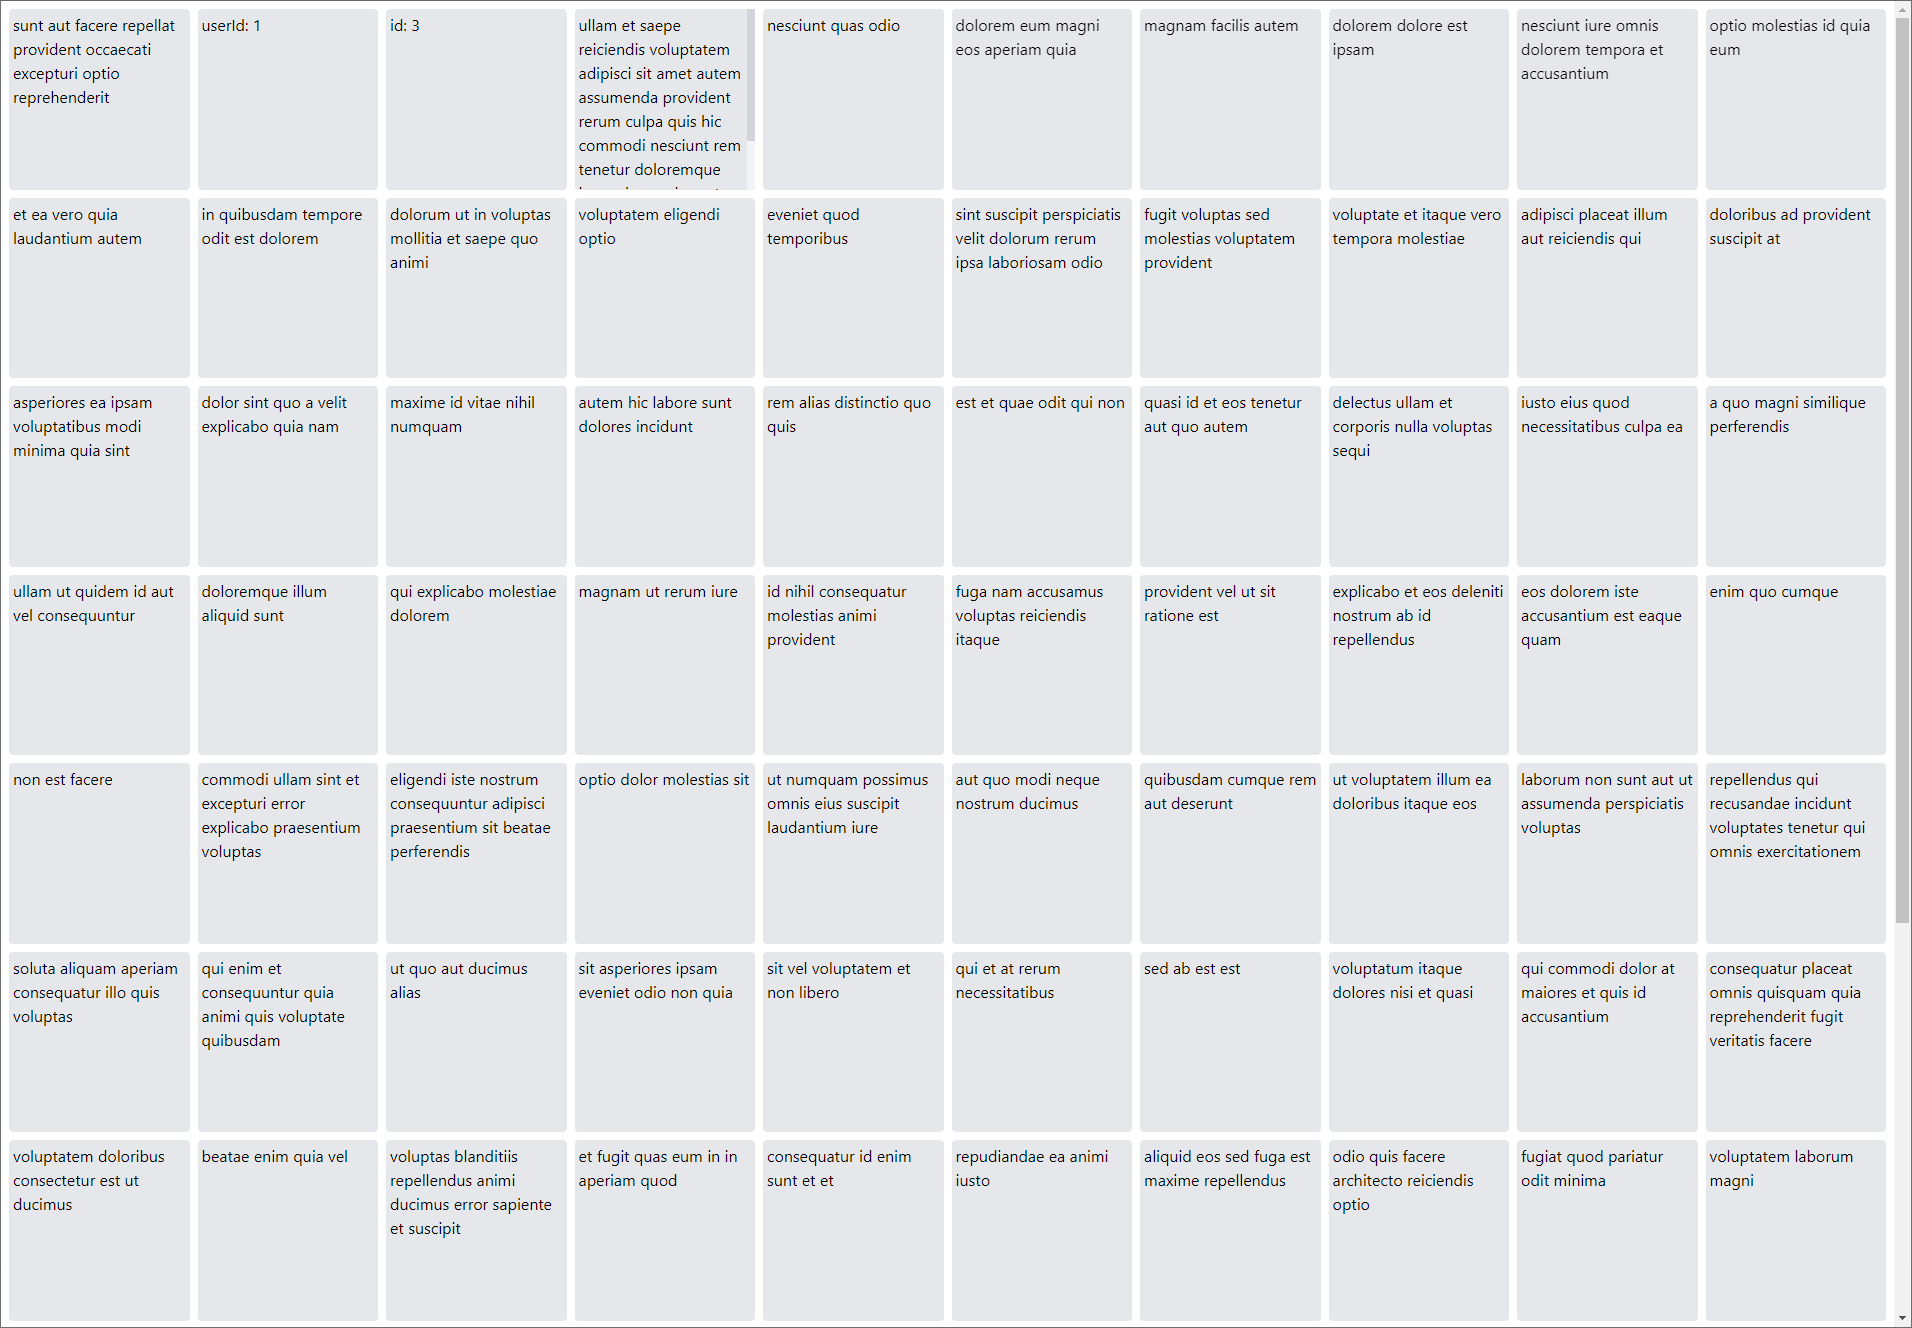 sunt aut facere repellat
provident occaecati
excepturi optio
reprehenderit
userId: 1
id: 3
ullam et saepe
reiciendis voluptatem
adipisci sit amet autem
assumenda provident
rerum culpa quis hic
commodi nesciunt rem
tenetur doloremque
nesciunt quas odio
dolorem eum magni
eos aperiam quia
magnam facilis autem
dolorem dolore est
ipsam
nesciunt iure omnis
dolorem tempora et
accusantium
optio molestias id quia
eum
et ea vero quia
laudantium autem
in quibusdam tempore
odit est dolorem
dolorum ut in voluptas
mollitia et saepe quo
animi
voluptatem eligendi
optio
eveniet quod
temporibus
sint suscipit perspiciatis
velit dolorum rerum
ipsa laboriosam odio
fugit voluptas sed
molestias voluptatem
provident
voluptate et itaque vero
tempora molestiae
adipisci placeat illum
aut reiciendis qui
doloribus ad provident
suscipit at
asperiores ea ipsam
voluptatibus modi
minima quia sint
dolor sint quo a velit
explicabo quia nam
maxime id vitae nihil
numquam
autem hic labore sunt
dolores incidunt
rem alias distinctio quo
quis
est et quae odit qui non
quasi id et eos tenetur
aut quo autem
delectus ullam et
corporis nulla voluptas
sequi
iusto eius quod
necessitatibus culpa ea
a quo magni similique
perferendis
ullam ut quidem id aut
vel consequuntur
doloremque illum
aliquid sunt
qui explicabo molestiae
dolorem
magnam ut rerum iure
id nihil consequatur
molestias animi
provident
fuga nam accusamus
voluptas reiciendis
itaque
provident vel ut sit
ratione est
explicabo et eos deleniti
nostrum ab id
repellendus
eos dolorem iste
accusantium est eaque
quam
enim quo cumque
non est facere
commodi ullam sint et
excepturi error
explicabo praesentium
voluptas
eligendi iste nostrum
consequuntur adipisci
praesentium sit beatae
perferendis
optio dolor molestias sit
ut numquam possimus
omnis eius suscipit
laudantium iure
aut quo modi neque
nostrum ducimus
quibusdam cumque rem
aut deserunt
ut voluptatem illum ea
doloribus itaque eos
laborum non sunt aut ut
assumenda perspiciatis
voluptas
repellendus qui
recusandae incidunt
voluptates tenetur qui
omnis exercitationem
soluta aliquam aperiam
consequatur illo quis
voluptas
qui enim et
consequuntur quia
animi quis voluptate
quibusdam
ut quo aut ducimus
alias
sit asperiores ipsam
eveniet odio non quia
sit vel voluptatem et
non libero
qui et at rerum
necessitatibus
sed ab est est
voluptatum itaque
dolores nisi et quasi
qui commodi dolor at
maiores et quis id
accusantium
consequatur placeat
omnis quisquam quia
reprehenderit fugit
veritatis facere
voluptatem doloribus
consectetur est ut
ducimus
beatae enim quia vel
voluptas blanditiis
repellendus animi
ducimus error sapiente
et suscipit
et fugit quas eum in in
aperiam quod
consequatur id enim
sunt et et
repudiandae ea animi
iusto
aliquid eos sed fuga est
maxime repellendus
odio quis facere
architecto reiciendis
optio
fugiat quod pariatur
odit minima
voluptatem laborum
magni